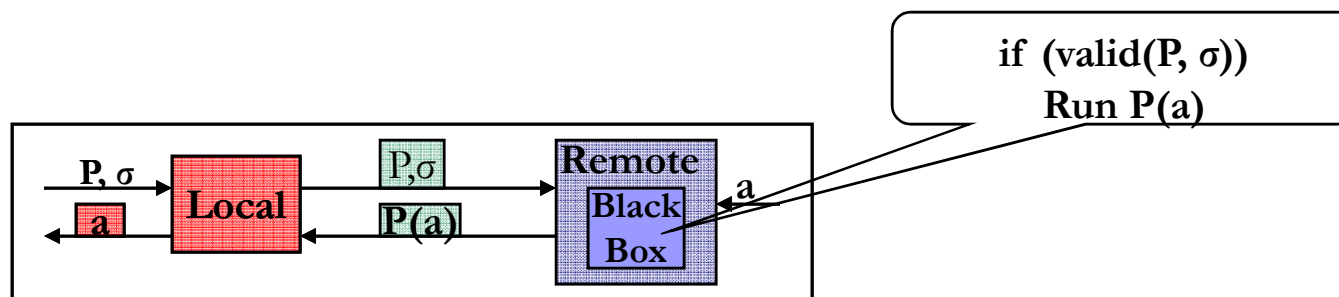 if (valid(P, σ))
Run P(a)
P, σ
a
Local
P,σ
P(a)
Remote
Black
Box
a